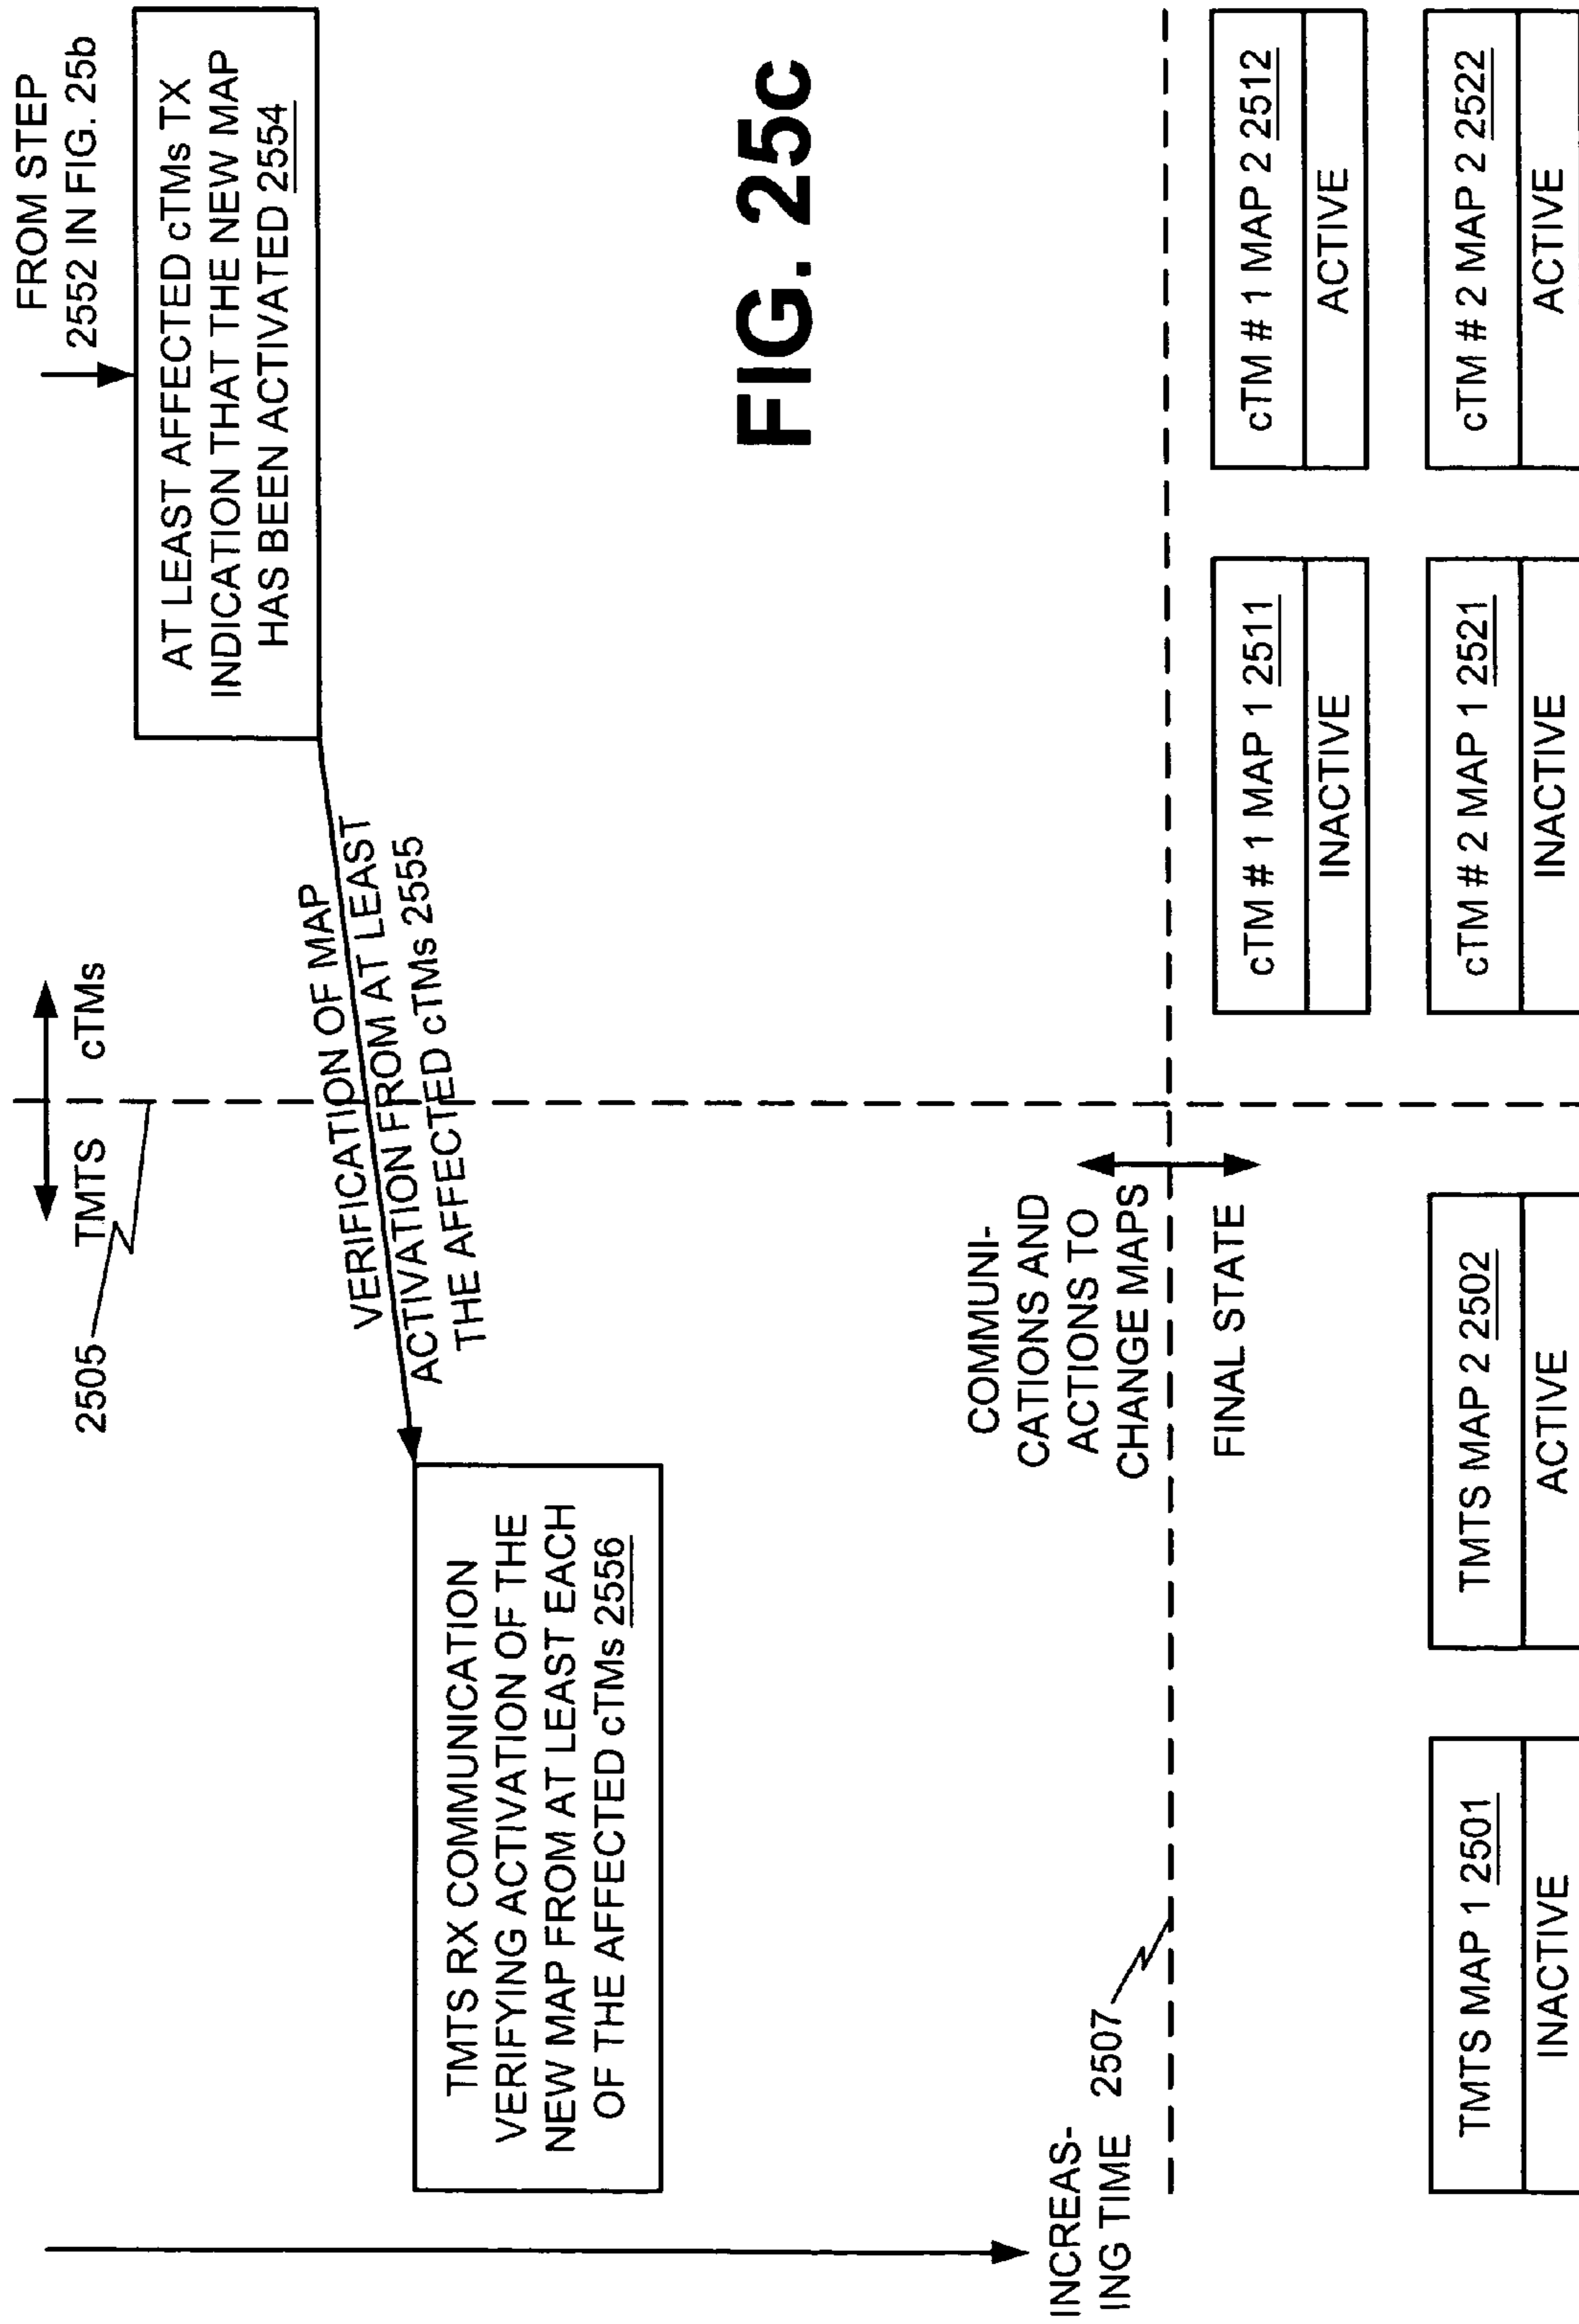 FROM STEP
2552 IN FIG. 25b
TMTS
cTMs
2505
AT LEAST AFFECTED cTMs TX
INDICATION THAT THE NEW MAP
HAS BEEN ACTIVATED 2554
VERIFICATION OF MAP
ACTIVATION FROM AT LEAST
THE AFFECTED cTMs 2555
TMTS RX COMMUNICATION
VERIFYING ACTIVATION OF THE
NEW MAP FROM AT LEAST EACH
OF THE AFFECTED cTMs 2556
FIG. 25c
COMMUNI-
CATIONS AND
ACTIONS TO
CHANGE MAPS
INCREAS-
ING TIME
2507
FINAL STATE
cTM # 1 MAP 1 2511
INACTIVE
cTM # 1 MAP 2 2512
ACTIVE
TMTS MAP 1 2501
INACTIVE
TMTS MAP 2 2502
ACTIVE
cTM # 2 MAP 1 2521
INACTIVE
cTM # 2 MAP 2 2522
ACTIVE